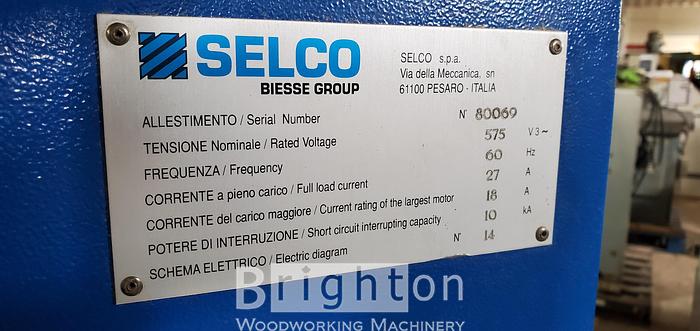 SELCO
BIESSE GROUP
SELCO s.p.a.
Via della Meccanica, sn
61100 PESARO - ITALIA
ALLESTIMENTO / Serial Number N° 80069
TENSIONE Nominale / Rated Voltage 575 V 3 ~
FREQUENZA / Frequency 60 Hz
CORRENTE a pieno carico / Full load current 27 A
CORRENTE del carico maggiore / Current rating of the largest motor 18 A
POTERE DI INTERRUZIONE / Short circuit interrupting capacity 10 kA
SCHEMA ELETTRICO / Electric diagram N° 14
Brighton
WOODWORKING MACHINERY